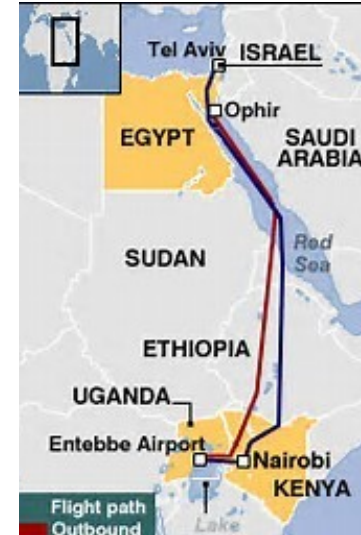 Tel Aviv
ISRAEL
Ophir
EGYPT
SAUDI
ARABIA
Red
Sea
SUDAN
ETHIOPIA
UGANDA
Entebbe Airport
Nairobi
KENYA
Flight path
Lake
Outbound